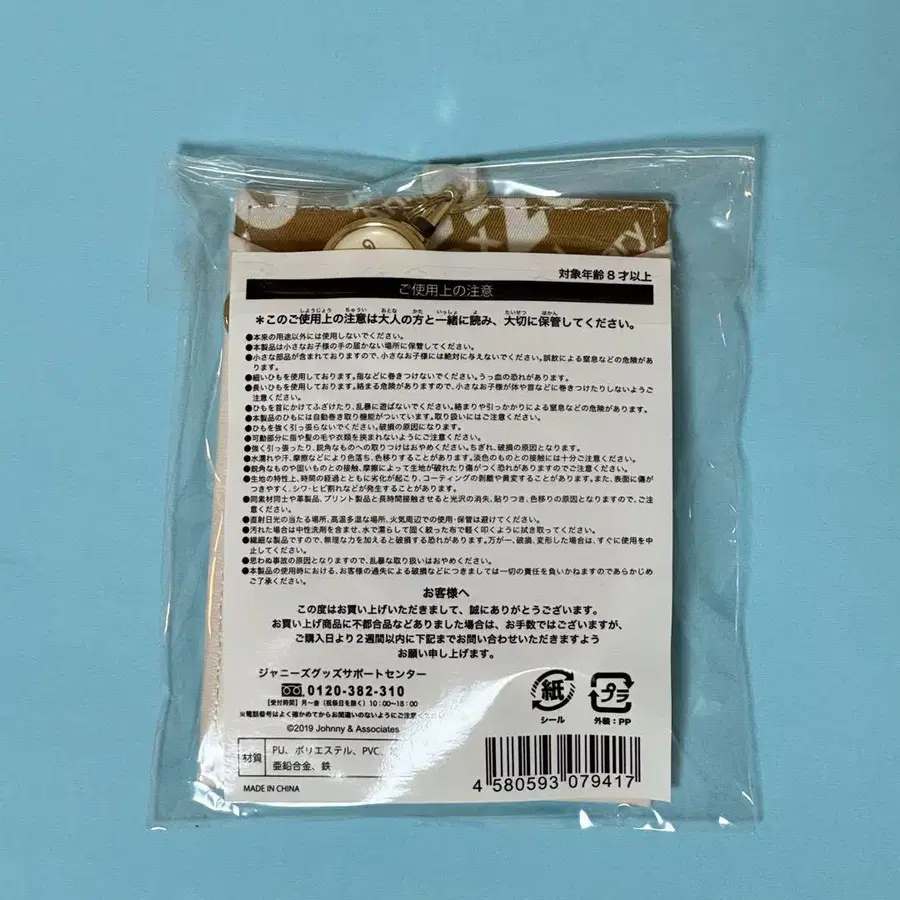 対象年齢8才以上
ご使用上の注意
＊このご使用上の注意は大人の方と一緒に読み、大切に保管してください。
●本来の用途以外には使用しないでください。
●本製品は小さなお子様の手の届かない場所に保管してください。
●小さな部品が含まれておりますので、小さなお子様には絶対に与えないでください。誤飲による窒息などの危険があ
ります。
●細いひもを使用しております。指などに巻きつけないでください。うっ血の恐れがあります。
●長いひもを使用しております。絡まる危険がありますので、小さなお子様が体や首などに巻きつけたりしないようご
注意ください。
●ひもを首にかけてふざけたり、乱暴に遊ばないでください。絡まりや引っかかりによる窒息などの危険があります。
●本製品のひもには自動巻き取り機能がついています。取り扱いにはご注意ください。
●ひもを強く引っ張らないでください。破損の原因になります。
●可動部分に指や髪の毛や衣類を挟まれないようにご注意ください。
●強く引っ張ったり、鋭角なものへの取りつけはおやめください。ちぎれ、破損の原因となります。
●水濡れや汗、摩擦などにより色落ち、色移りすることがあります。淡色のものとの接触には十分ご注意ください。
●鋭角なものや固いものとの接触、摩擦によって生地が破れたり傷がつく恐れがありますのでご注意ください。
●生地の特性上、時間の経過とともに劣化が起こり、コーティングの剥離や黄変することがあります。また、表面に傷が
つきやすく、シワ・ヒビ割れなどが発生することがあります。
●同素材同士や革製品、プリント製品と長時間接触させると光沢の消失、貼りつき、色移りの原因となりますので、ご注
意ください。
●直射日光の当たる場所、高温多湿な場所、火気周辺での使用・保管は避けてください。
●汚れた場合は中性洗剤を含ませ、水で濡らして固く絞った布で軽く叩くように拭き取ってください。
●繊細な製品ですので、無理な力を加えると破損する恐れがあります。万が一、破損、変形した場合は、すぐに使用を中
止してください。
●思わぬ事故の原因となりますので、乱暴な取り扱いはおやめください。
●本製品の使用時における、お客様の過失による破損などにつきましては一切の責任を負いかねますのであらかじめ
ご了承ください。
お客様へ
この度はお買い上げいただきまして、誠にありがとうございます。
お買い上げ商品に不都合品などありました場合は、お手数ではございますが、
ご購入日より2週間以内に下記までお問い合わせいただきますよう
お願い申し上げます。
ジャニーズグッズサポートセンター
0120-382-310
【受付時間】月〜金（祝祭日を除く）10：00〜18：00
※電話番号はよく確かめてからお間違いのないようにご注意ください
©2019 Johnny & Associates
紙
シール
プラ
外装：PP
材質
PU、ポリエステル、PVC、
亜鉛合金、鉄
MADE IN CHINA
4 580593 079417